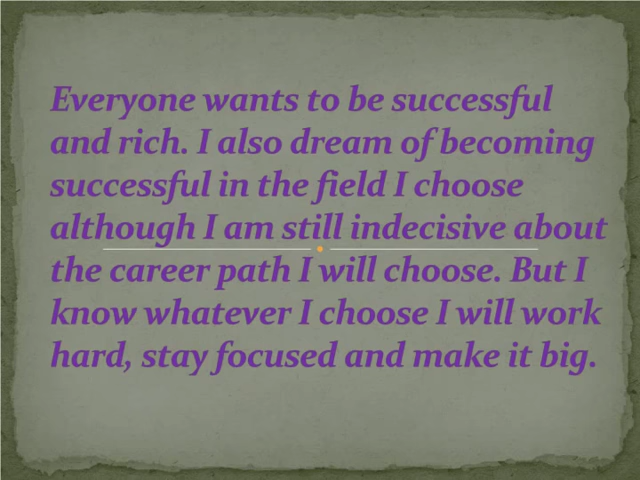 Everyone wants to be successful
and rich. I also dream of becoming
successful in the field I choose
although I am still indecisive about
the career path I will choose. But I
know whatever I choose I will work
hard, stay focused and make it big.